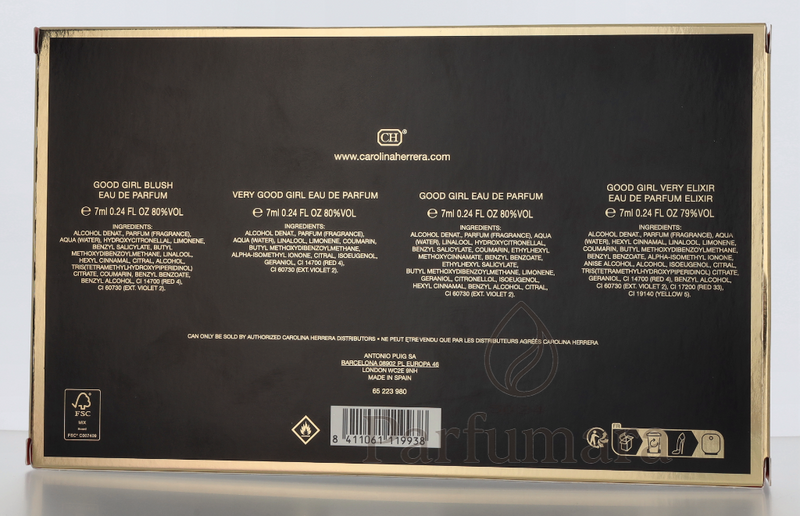 CH®
www.carolinaherrera.com
GOOD GIRL BLUSH
EAU DE PARFUM
℮ 7ml 0.24 FL OZ 80%VOL
INGREDIENTS:
ALCOHOL DENAT., PARFUM (FRAGRANCE),
AQUA (WATER), HYDROXYCITRONELLAL, LIMONENE,
BENZYL SALICYLATE, BUTYL
METHOXYDIBENZOYLMETHANE, LINALOOL,
HEXYL CINNAMAL, CITRAL, ALCOHOL,
TRIS(TETRAMETHYLHYDROXYPIPERIDINOL)
CITRATE, COUMARIN, BENZYL BENZOATE,
BENZYL ALCOHOL, CI 14700 (RED 4),
CI 60730 (EXT. VIOLET 2).
VERY GOOD GIRL EAU DE PARFUM
℮ 7ml 0.24 FL OZ 80%VOL
INGREDIENTS:
ALCOHOL DENAT., PARFUM (FRAGRANCE),
AQUA (WATER), LINALOOL, LIMONENE, COUMARIN,
BUTYL METHOXYDIBENZOYLMETHANE,
ALPHA-ISOMETHYL IONONE, CITRAL, ISOEUGENOL,
GERANIOL, CI 14700 (RED 4),
CI 60730 (EXT. VIOLET 2).
GOOD GIRL EAU DE PARFUM
℮ 7ml 0.24 FL OZ 80%VOL
INGREDIENTS:
ALCOHOL DENAT., PARFUM (FRAGRANCE), AQUA
(WATER), LINALOOL, HYDROXYCITRONELLAL,
BENZYL SALICYLATE, COUMARIN, ETHYLHEXYL
METHOXYCINNAMATE, BENZYL BENZOATE,
ETHYLHEXYL SALICYLATE,
BUTYL METHOXYDIBENZOYLMETHANE, LIMONENE,
GERANIOL, CITRONELLOL, ISOEUGENOL,
HEXYL CINNAMAL, BENZYL ALCOHOL, CITRAL,
CI 60730 (EXT. VIOLET 2).
GOOD GIRL VERY ELIXIR
EAU DE PARFUM ELIXIR
℮ 7ml 0.24 FL OZ 79%VOL
INGREDIENTS:
ALCOHOL DENAT., PARFUM (FRAGRANCE), AQUA
(WATER), HEXYL CINNAMAL, LINALOOL, LIMONENE,
COUMARIN, BUTYL METHOXYDIBENZOYLMETHANE,
BENZYL BENZOATE, ALPHA-ISOMETHYL IONONE,
ANISE ALCOHOL, ALCOHOL, ISOEUGENOL, CITRAL,
TRIS(TETRAMETHYLHYDROXYPIPERIDINOL) CITRATE,
GERANIOL, CI 14700 (RED 4), BENZYL ALCOHOL,
CI 60730 (EXT. VIOLET 2), CI 17200 (RED 33),
CI 19140 (YELLOW 5).
CAN ONLY BE SOLD BY AUTHORIZED CAROLINA HERRERA DISTRIBUTORS • NE PEUT ETRE VENDU QUE PAR LES DISTRIBUTEURS AGRÉÉS CAROLINA HERRERA
ANTONIO PUIG SA
BARCELONA 08902 PL EUROPA 46
LONDON WC2E 9NH
MADE IN SPAIN
65 223 980
FSC
MIX
FSC® C007439
8 411061 119938
Parfumara